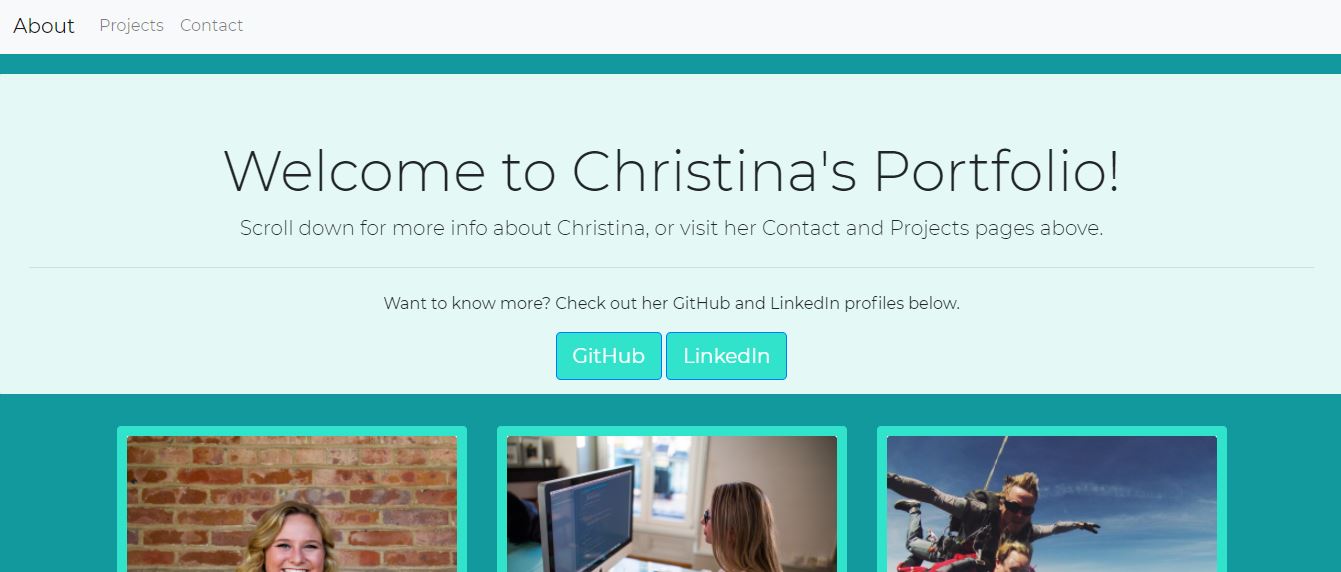 About Projects Contact
Welcome to Christina's Portfolio!
Scroll down for more info about Christina, or visit her Contact and Projects pages above.
Want to know more? Check out her GitHub and LinkedIn profiles below.
GitHub LinkedIn